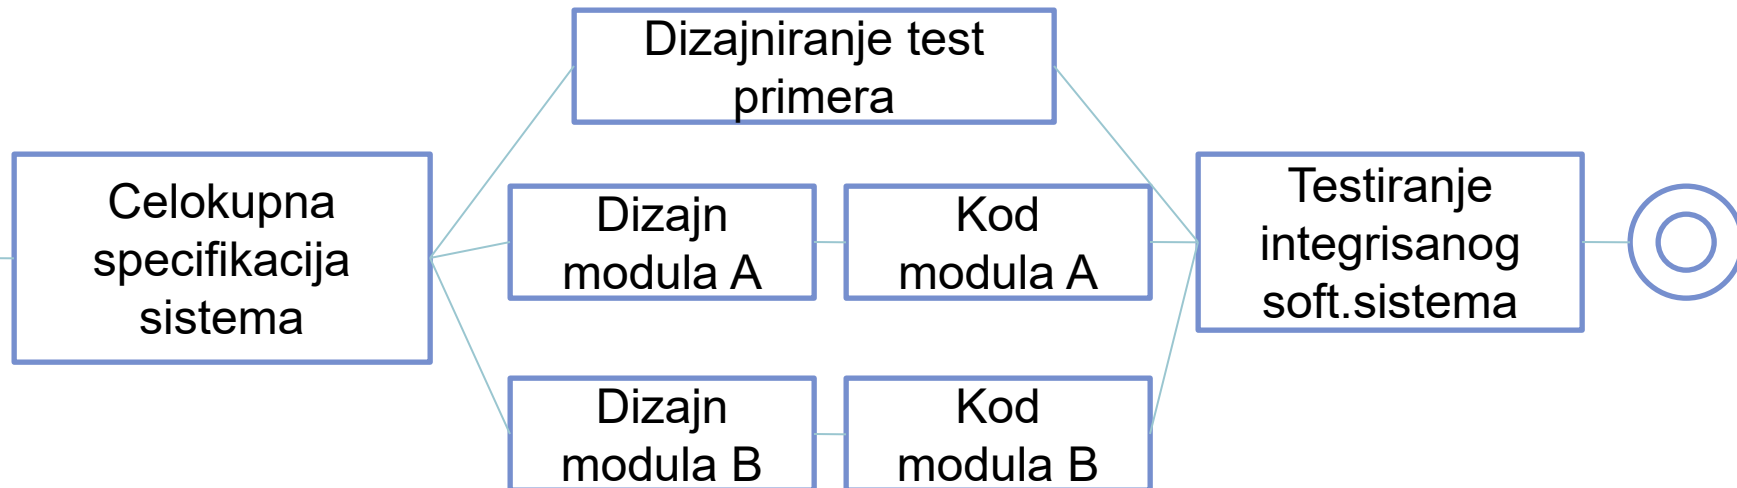 Dizajniranje test
primera
Celokupna
specifikacija
sistema
Dizajn
modula A
Kod
modula A
Testiranje
integrisanog
soft.sistema
Dizajn
modula B
Kod
modula B